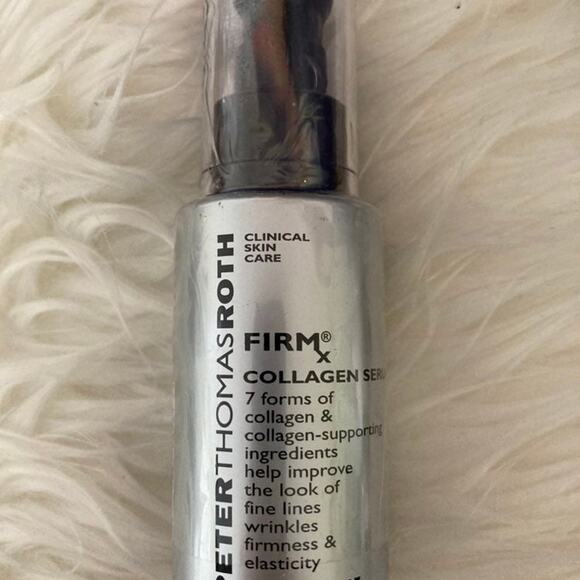 PETERTHOMASROTH
CLINICAL
SKIN
CARE
FIRMx®
COLLAGEN SERU
7 forms of
collagen &
collagen-supporting
ingredients
help improve
the look of
fine lines
wrinkles
firmness &
elasticity